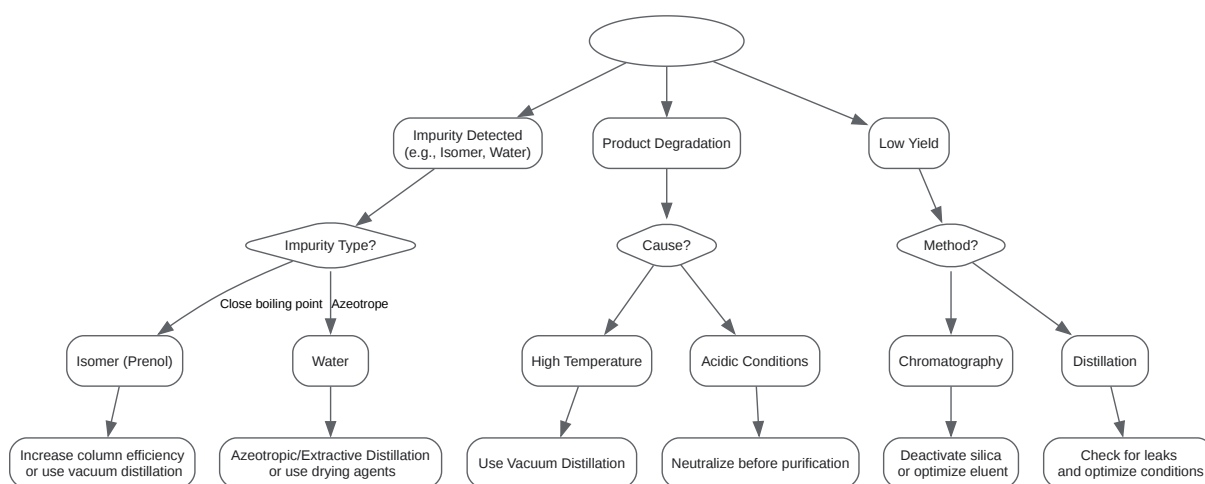 Impurity Detected
(e.g., Isomer, Water)
Product Degradation
Low Yield
Impurity Type?
Cause?
Method?
Close boiling point
Azeotrope
Isomer (Prenol)
Water
High Temperature
Acidic Conditions
Chromatography
Distillation
Increase column efficiency
or use vacuum distillation
Azeotropic/Extractive Distillation
or use drying agents
Use Vacuum Distillation
Neutralize before purification
Deactivate silica
or optimize eluent
Check for leaks
and optimize conditions